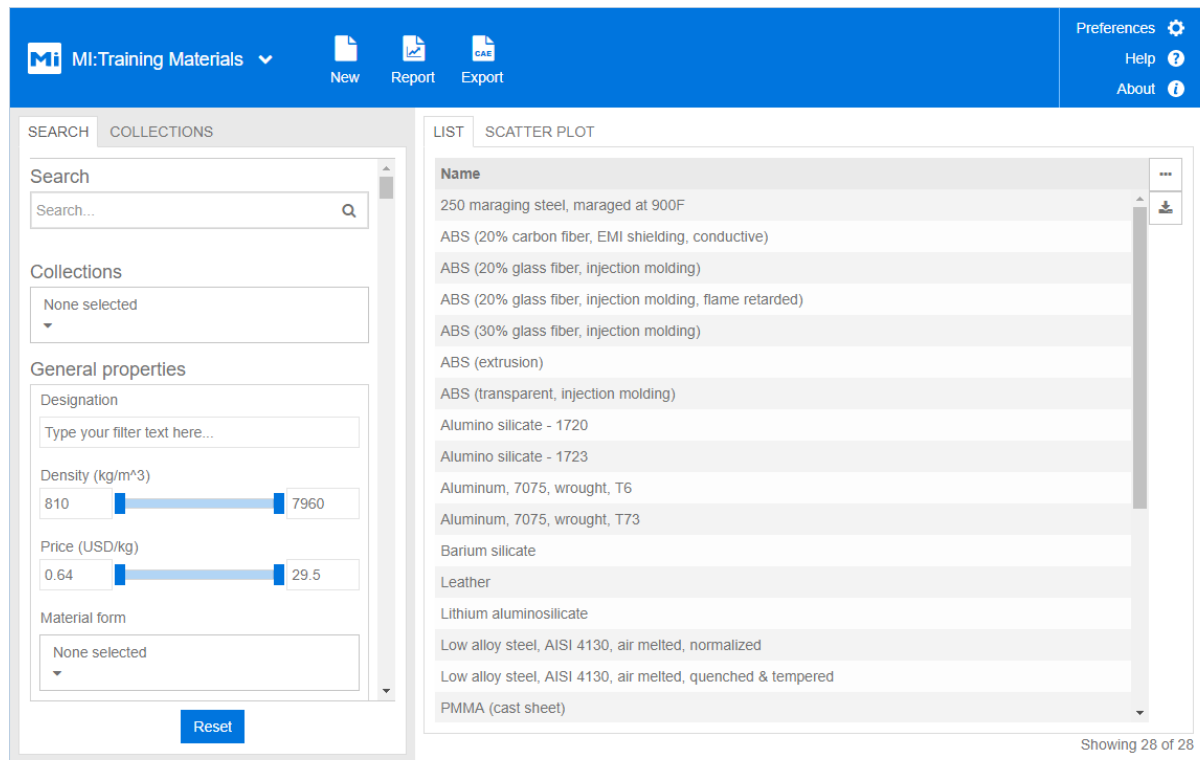 Mi MI:Training Materials
New
Report
CAE
Export
Preferences
Help ?
About i
SEARCH COLLECTIONS
Search
Search...
Collections
None selected
General properties
Designation
Type your filter text here...
Density (kg/m^3)
810 7960
Price (USD/kg)
0.64 29.5
Material form
None selected
Reset
LIST SCATTER PLOT
Name
250 maraging steel, maraged at 900F
ABS (20% carbon fiber, EMI shielding, conductive)
ABS (20% glass fiber, injection molding)
ABS (20% glass fiber, injection molding, flame retarded)
ABS (30% glass fiber, injection molding)
ABS (extrusion)
ABS (transparent, injection molding)
Alumino silicate - 1720
Alumino silicate - 1723
Aluminum, 7075, wrought, T6
Aluminum, 7075, wrought, T73
Barium silicate
Leather
Lithium aluminosilicate
Low alloy steel, AISI 4130, air melted, normalized
Low alloy steel, AISI 4130, air melted, quenched & tempered
PMMA (cast sheet)
Showing 28 of 28